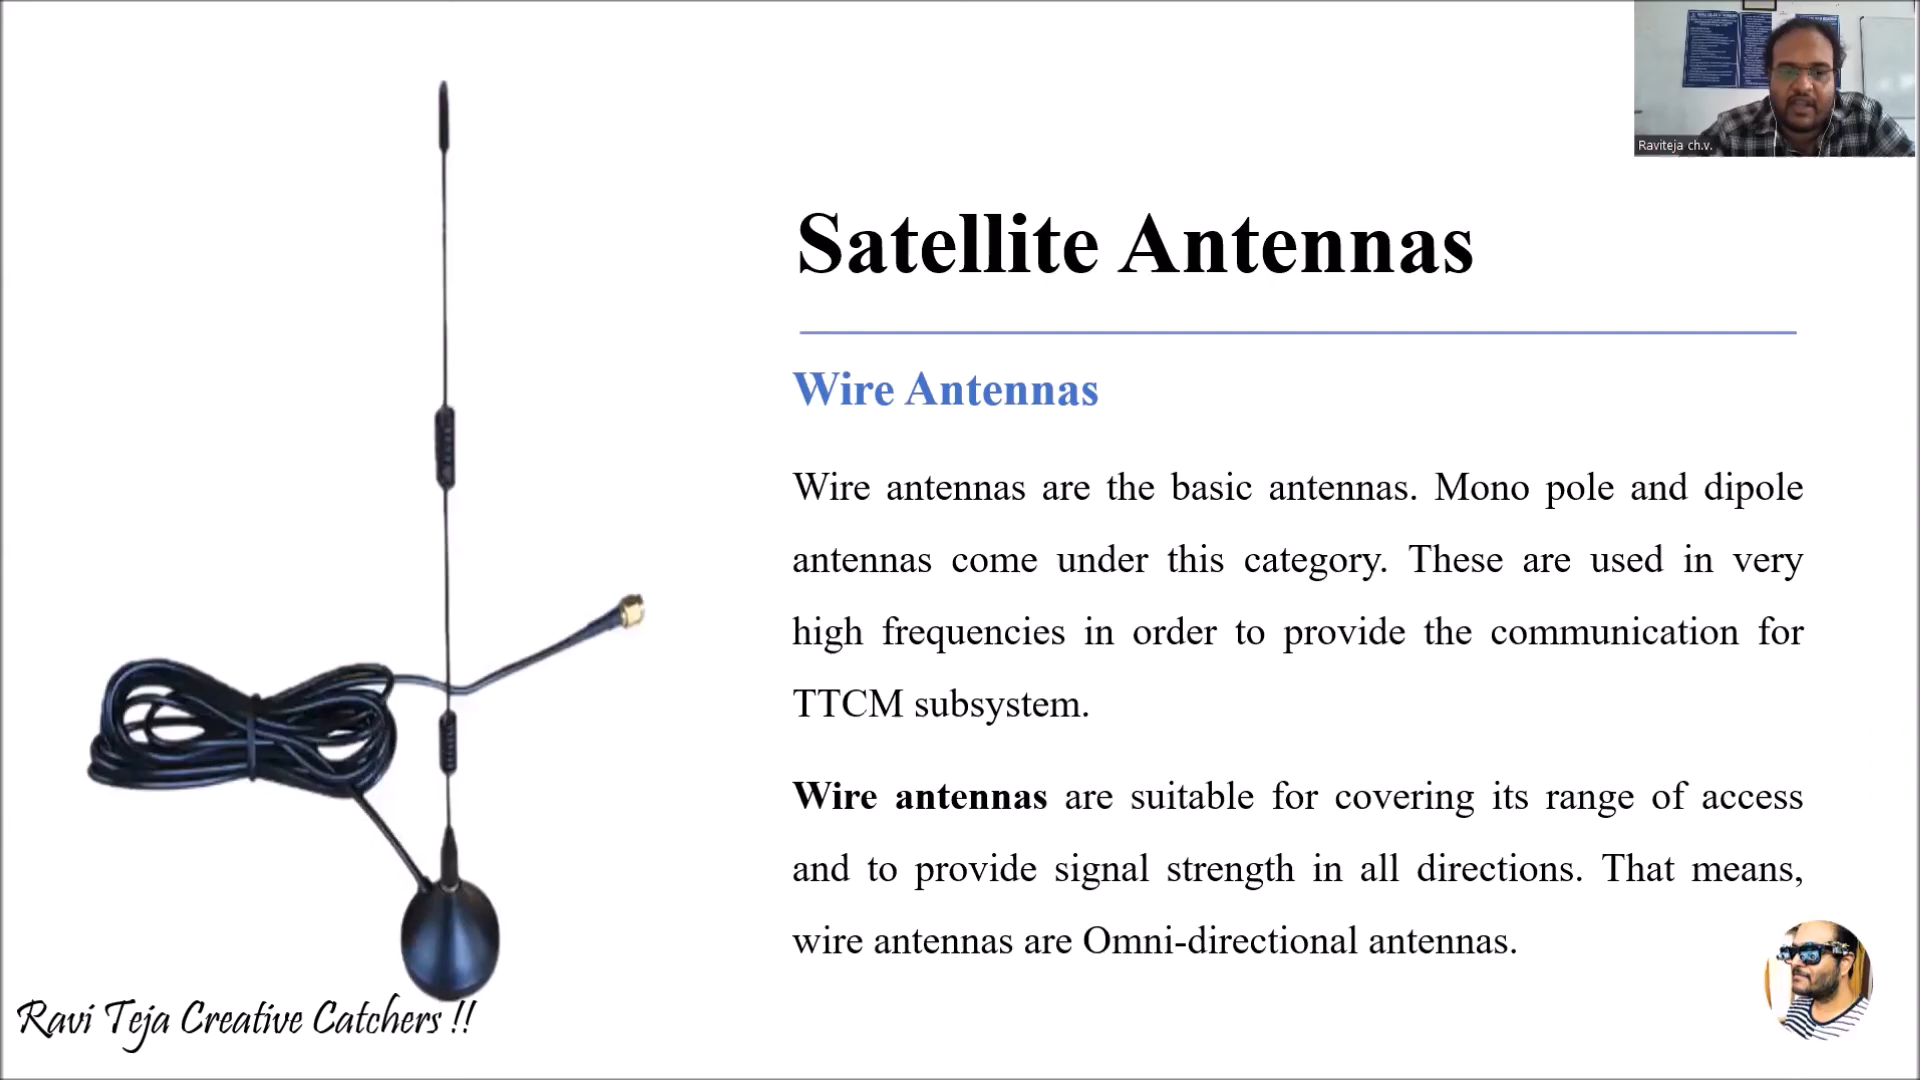 Raviteja ch.v.
Satellite Antennas
Wire Antennas
Wire antennas are the basic antennas. Mono pole and dipole
antennas come under this category. These are used in very
high frequencies in order to provide the communication for
TTCM subsystem.
Wire antennas are suitable for covering its range of access
and to provide signal strength in all directions. That means,
wire antennas are Omni-directional antennas.
Ravi Teja Creative Catchers !!